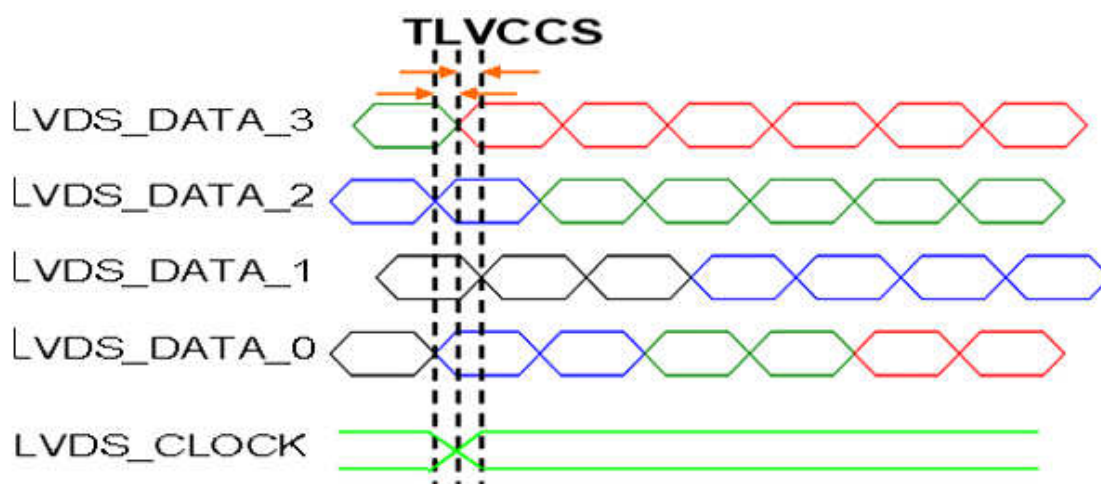 TLVCCS
LVDS_DATA_3
LVDS_DATA_2
LVDS_DATA_1
LVDS_DATA_0
LVDS_CLOCK